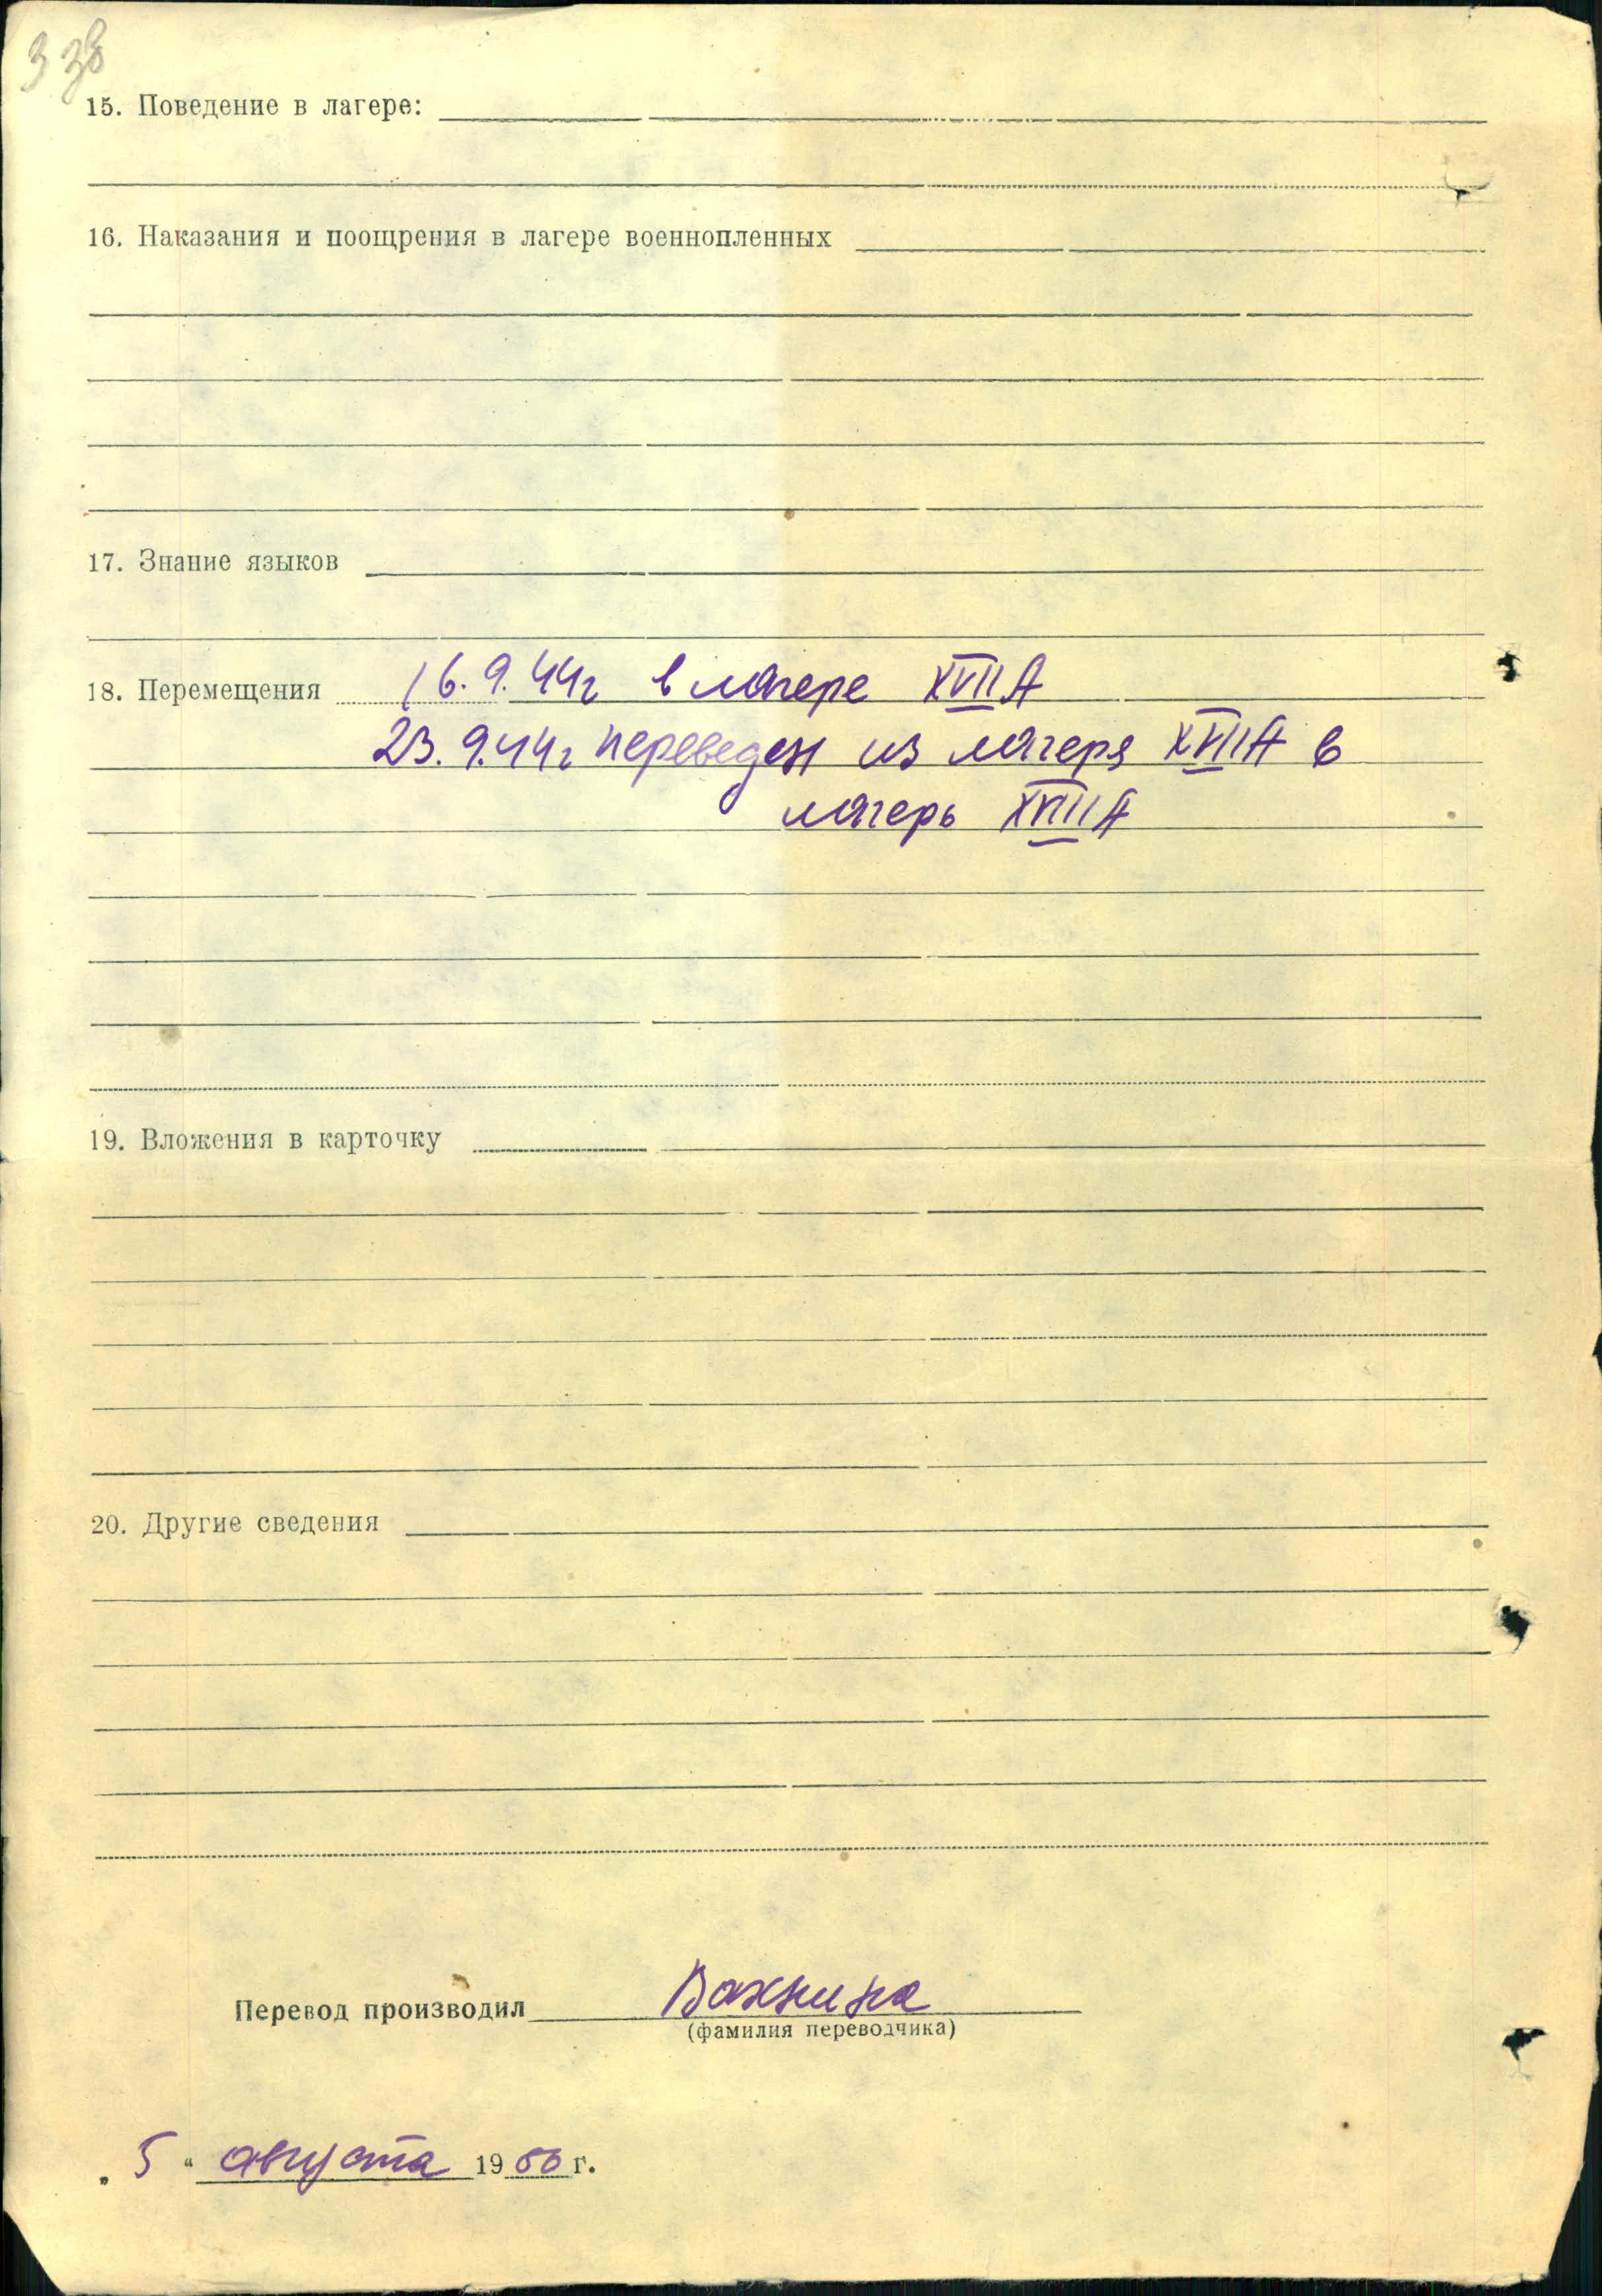 338
15. Поведение в лагере:
16. Наказания и поощрения в лагере военнопленных
17. Знание языков
18. Перемещения 16.9.44г в лагере XVIIA
23.9.44г переведен из лагеря XVIIA в
лагерь XVIIIA
19. Вложения в карточку
20. Другие сведения
Перевод производил Вахнина
(фамилия переводчика)
„5“ августа 1950 г.